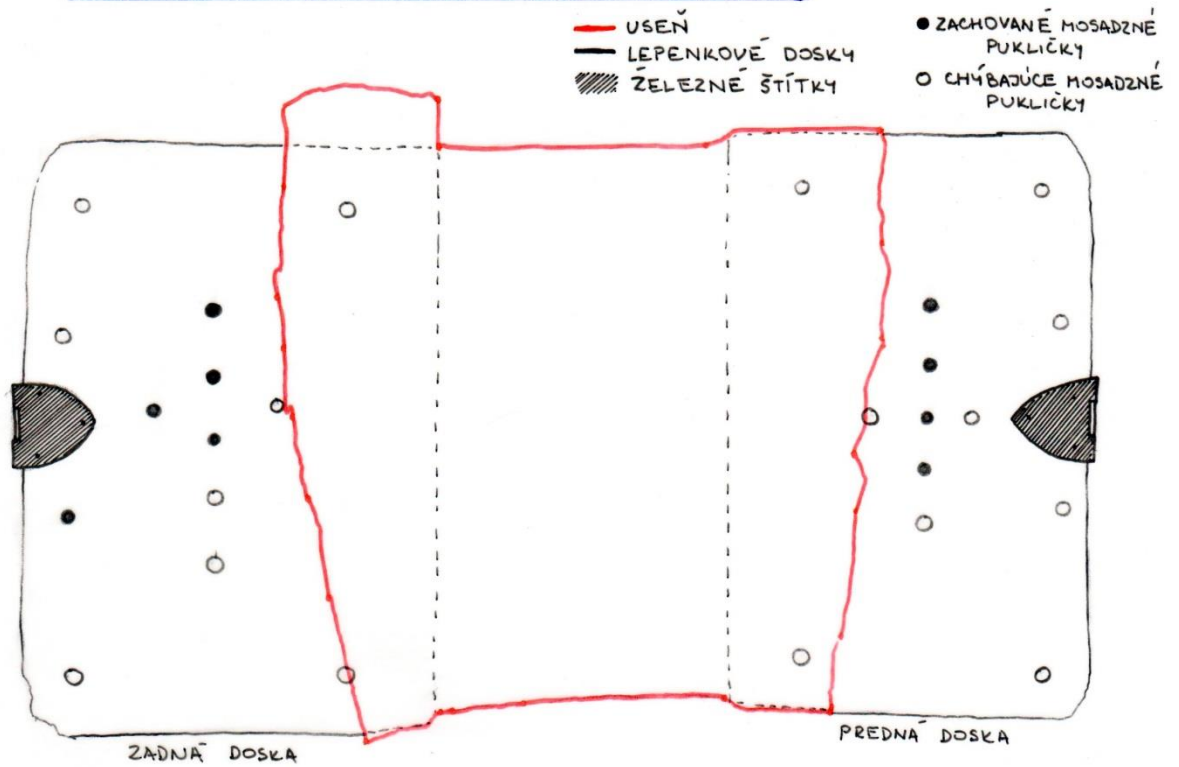 USEŇ
LEPENKOVÉ DOSKY
ŽELEZNÉ ŠTÍTKY
ZACHOVANÉ MOSADZNÉ
PUKLIČKY
CHÝBAJÚCE MOSADZNÉ
PUKLIČKY
ZADNÁ DOSKA
PREDNÁ DOSKA